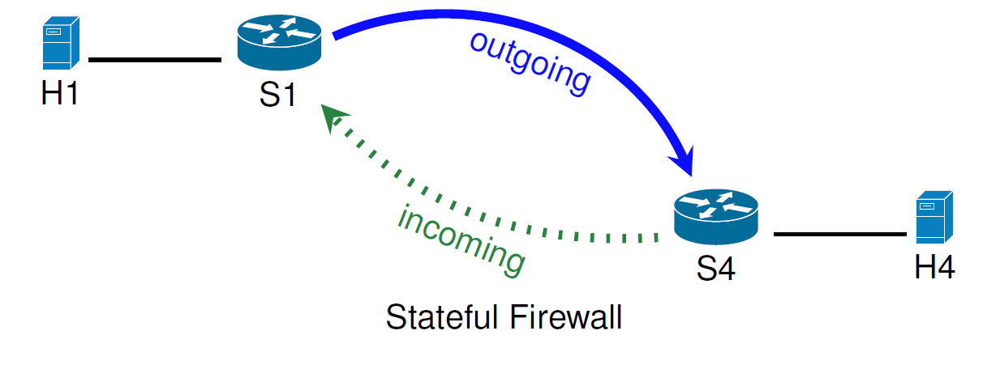 outgoing
H1
S1
incoming
S4
H4
Stateful Firewall